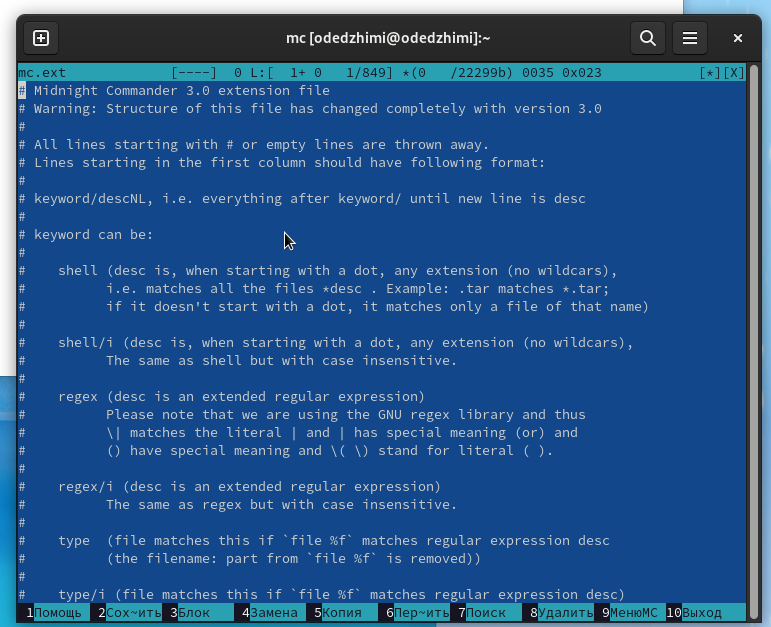 mc [odedzhimi@odedzhimi]:~
mc.ext [----] 0 L:[ 1+ 0 1/849] *(0 /22299b) 0035 0x023 [*][X]
# Midnight Commander 3.0 extension file
# Warning: Structure of this file has changed completely with version 3.0
#
# All lines starting with # or empty lines are thrown away.
# Lines starting in the first column should have following format:
#
# keyword/descNL, i.e. everything after keyword/ until new line is desc
#
# keyword can be:
#
# shell (desc is, when starting with a dot, any extension (no wildcars),
# i.e. matches all the files *desc . Example: .tar matches *.tar;
# if it doesn't start with a dot, it matches only a file of that name)
#
# shell/i (desc is, when starting with a dot, any extension (no wildcars),
# The same as shell but with case insensitive.
#
# regex (desc is an extended regular expression)
# Please note that we are using the GNU regex library and thus
# \| matches the literal | and | has special meaning (or) and
# () have special meaning and \( \) stand for literal ( ).
#
# regex/i (desc is an extended regular expression)
# The same as regex but with case insensitive.
#
# type (file matches this if `file %f` matches regular expression desc
# (the filename: part from `file %f` is removed))
#
# type/i (file matches this if `file %f` matches regular expression desc)
1Помощь 2Сох~ить 3Блок 4Замена 5Копия 6Пер~ить 7Поиск 8Удалить 9МенюМС 10Выход